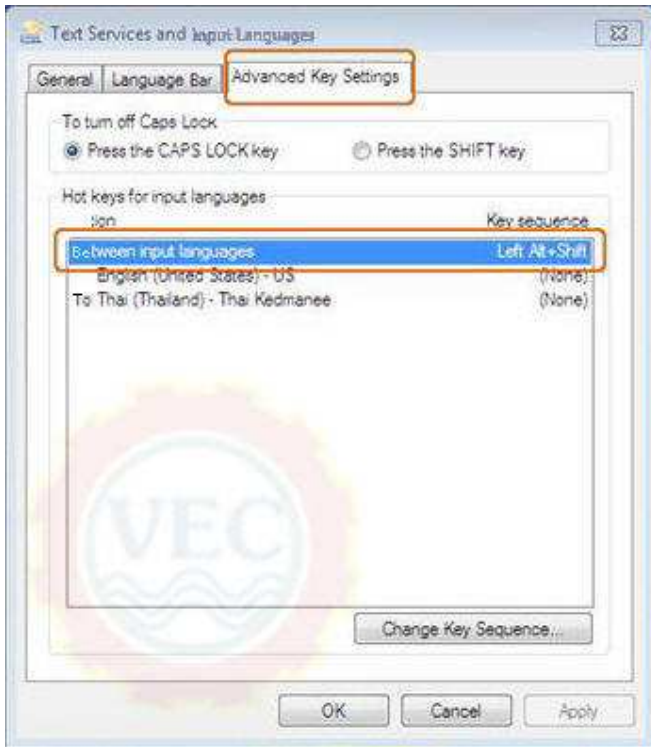 Text Services and Input Languages
General Language Bar Advanced Key Settings
To turn off Caps Lock
Press the CAPS LOCK key Press the SHIFT key
Hot keys for input languages
Key sequence
Between input languages Left Alt+Shift
English (United States) - US (None)
To Thai (Thailand) - Thai Kedmanee (None)
VEC
Change Key Sequence...
OK Cancel Apply